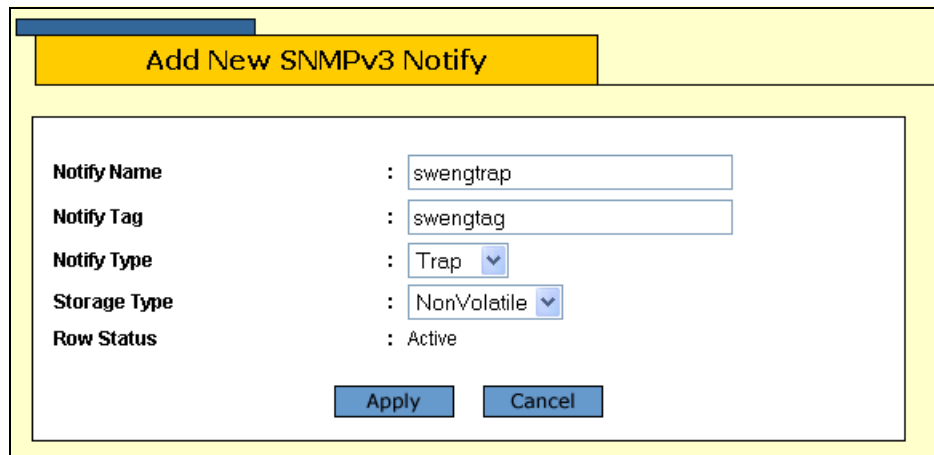 Add New SNMPv3 Notify
Notify Name : swengtrap
Notify Tag : swengtag
Notify Type : Trap
Storage Type : NonVolatile
Row Status : Active
Apply Cancel